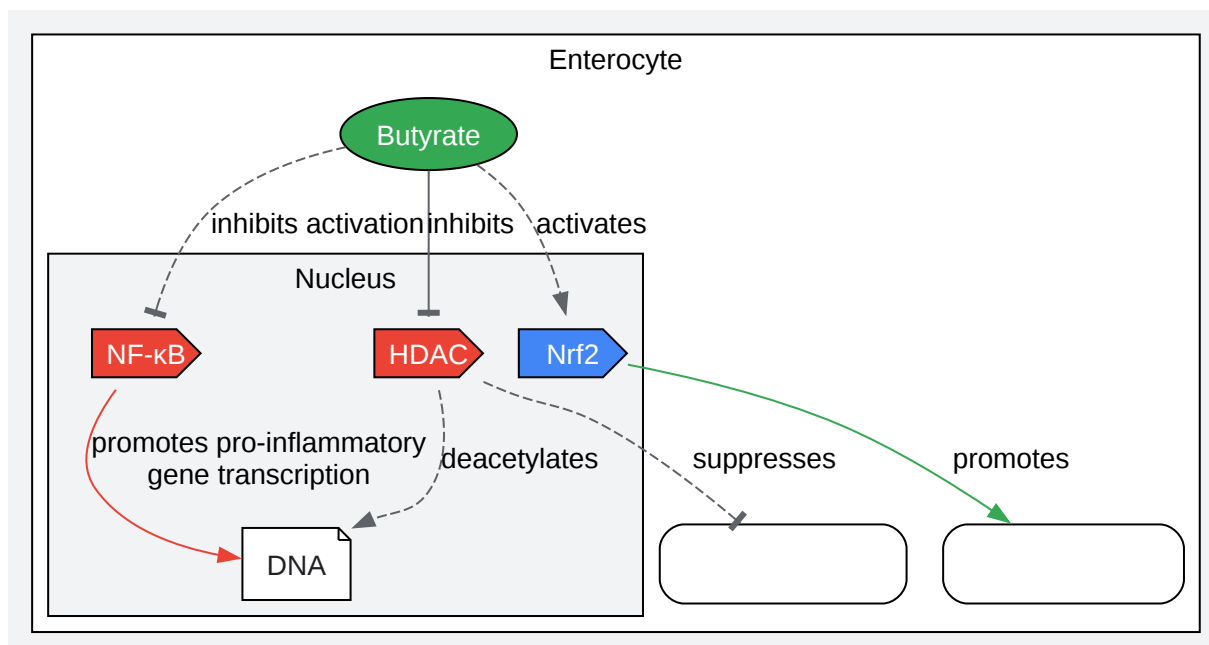 Enterocyte
Butyrate
inhibits activation
inhibits
activates
Nucleus
NF-κB
HDAC
Nrf2
promotes pro-inflammatory
gene transcription
deacetylates
suppresses
promotes
DNA